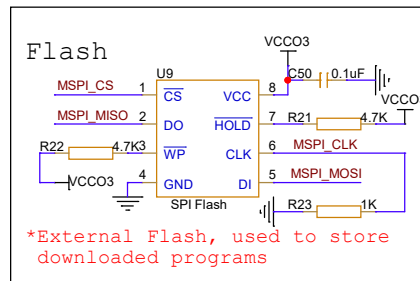 Flash
U9
VCCO3
C50 0.1uF
MSPI_CS 1 CS VCC 8
VCCO
MSPI_MISO 2 DO HOLD 7 R21 4.7K
R22 4.7K 3 WP CLK 6 MSPI_CLK
VCCO3 4 GND DI 5 MSPI_MOSI
SPI Flash R23 1K
*External Flash, used to store
downloaded programs